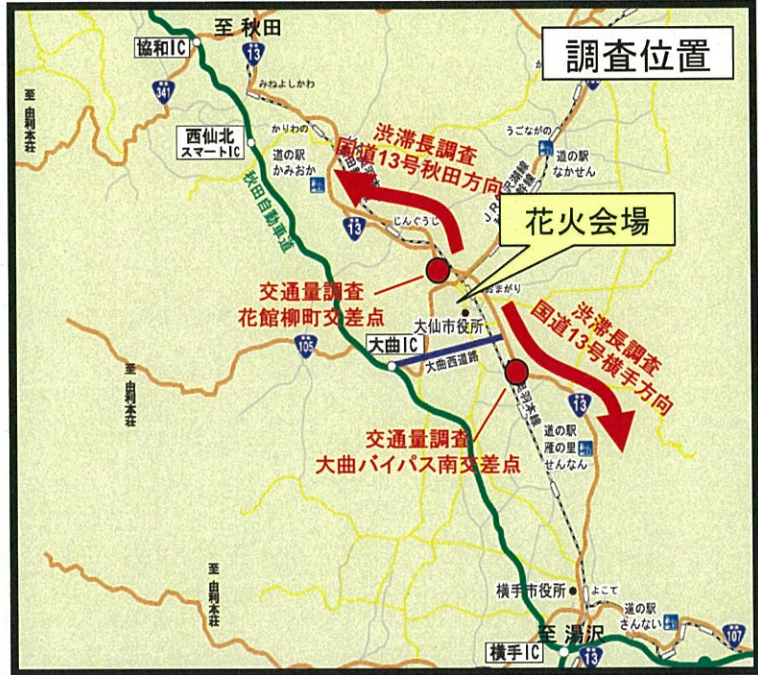 調査位置
至 秋田
協和IC
13
341
みねよしかわ
至 由利本荘
西仙北
スマートIC
かりわの
道の駅
かみおか
渋滞長調査
国道13号秋田方向
うごながの
道の駅
なかせん
秋田自動車道
13
じんぐうじ
花火会場
交通量調査
花館柳町交差点
おまがり
大仙市役所
渋滞長調査
国道13号横手方向
105
大曲IC
大曲西道路
至 由利本荘
奥羽本線
13
交通量調査
大曲バイパス南交差点
道の駅
雁の里
せんなん
至 由利本荘
横手市役所
よこて
道の駅
さんない
至 湯沢
横手IC
13
107